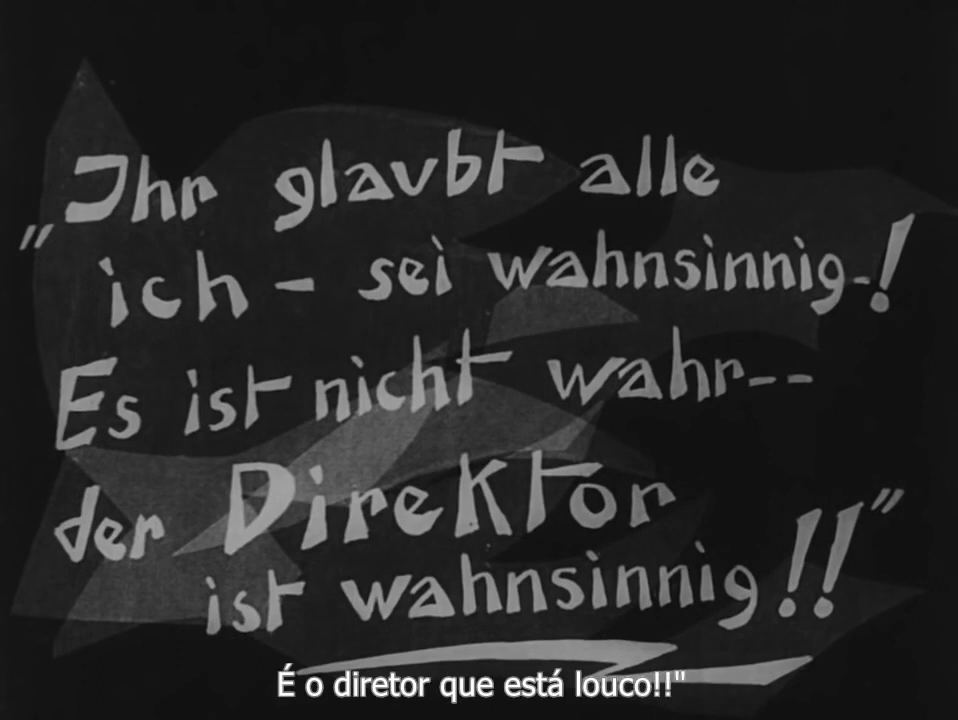 „Ihr glaubt alle
ich - sei wahnsinnig-!
Es ist nicht wahr--
der Direktor
ist wahnsinnig!!”
É o diretor que está louco!!"